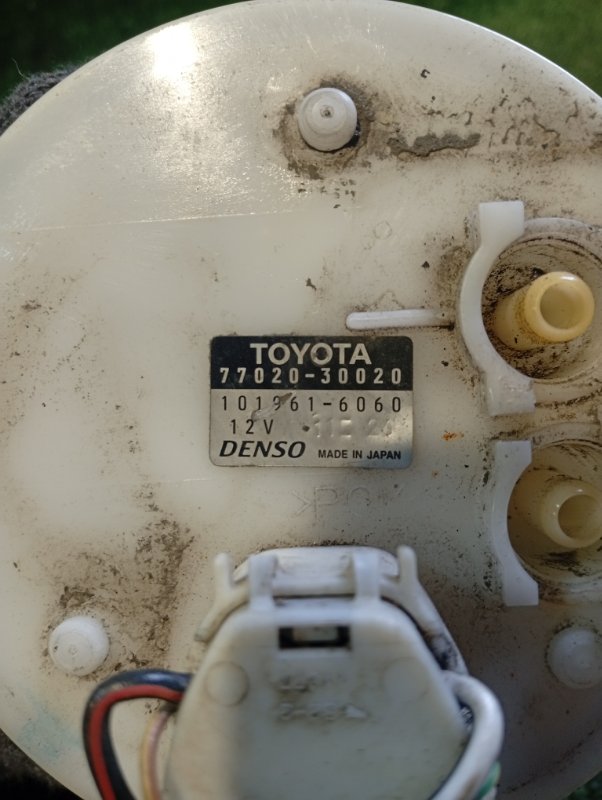 TOYOTA
77020-30020
101961-6060
12V
DENSO MADE IN JAPAN